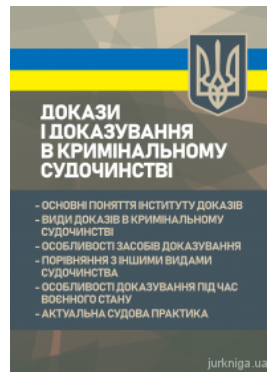 ДОКАЗИ
І ДОКАЗУВАННЯ
В КРИМІНАЛЬНОМУ
СУДОЧИНСТВІ
- ОСНОВНІ ПОНЯТТЯ ІНСТИТУТУ ДОКАЗІВ
- ВИДИ ДОКАЗІВ В КРИМІНАЛЬНОМУ
СУДОЧИНСТВІ
- ОСОБЛИВОСТІ ЗАСОБІВ ДОКАЗУВАННЯ
- ПОРІВНЯННЯ З ІНШИМИ ВИДАМИ
СУДОЧИНСТВА
- ОСОБЛИВОСТІ ДОКАЗУВАННЯ ПІД ЧАС
ВОЄННОГО СТАНУ
- АКТУАЛЬНА СУДОВА ПРАКТИКА
jurkniga.ua